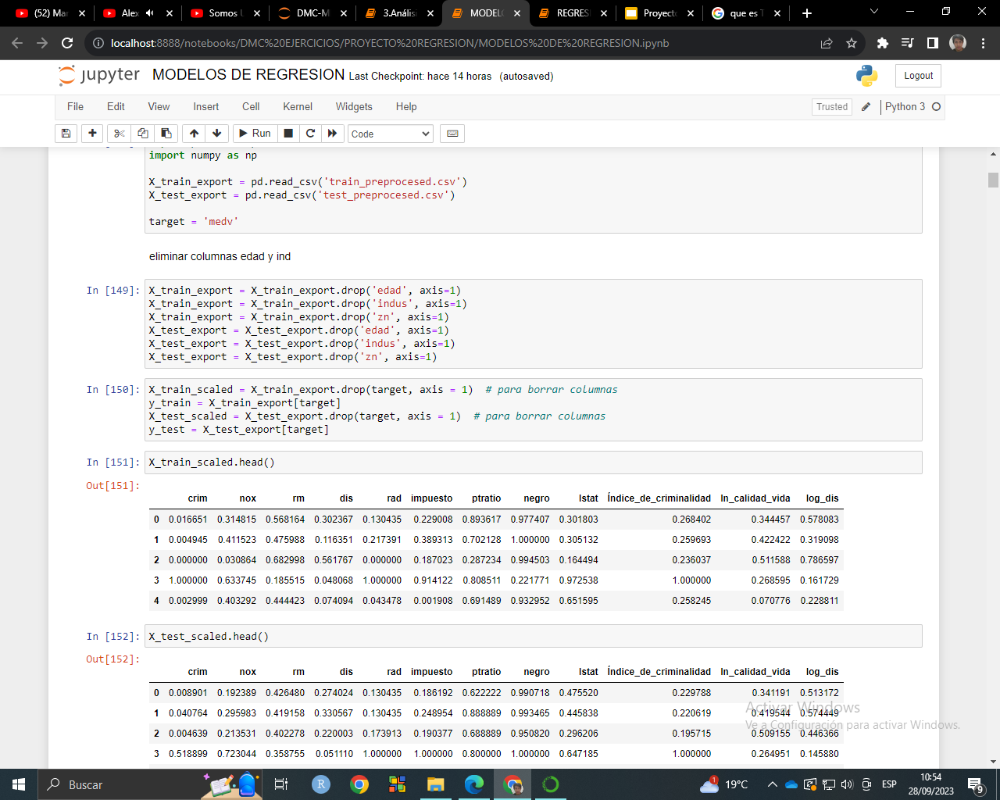 (52) Mar
Alex
Somos
DMC-M
3.Análisi
MODELO
REGRES
Proyecto
que es T
localhost:8888/notebooks/DMC%20EJERCICIOS/PROYECTO%20REGRESION/MODELOS%20DE%20REGRESION.ipynb
jupyter MODELOS DE REGRESION Last Checkpoint: hace 14 horas (autosaved)
Logout
File Edit View Insert Cell Kernel Widgets Help
Trusted Python 3
Run Code
import numpy as np
X_train_export = pd.read_csv('train_preprocesed.csv')
X_test_export = pd.read_csv('test_preprocesed.csv')
target = 'medv'
eliminar columnas edad y ind
In [149]: X_train_export = X_train_export.drop('edad', axis=1)
X_train_export = X_train_export.drop('indus', axis=1)
X_train_export = X_train_export.drop('zn', axis=1)
X_test_export = X_test_export.drop('edad', axis=1)
X_test_export = X_test_export.drop('indus', axis=1)
X_test_export = X_test_export.drop('zn', axis=1)
In [150]: X_train_scaled = X_train_export.drop(target, axis = 1) # para borrar columnas
y_train = X_train_export[target]
X_test_scaled = X_test_export.drop(target, axis = 1) # para borrar columnas
y_test = X_test_export[target]
In [151]: X_train_scaled.head()
Out[151]:
crim nox rm dis rad impuesto ptratio negro lstat Índice_de_criminalidad ln_calidad_vida log_dis
0 0.016651 0.314815 0.568164 0.302367 0.130435 0.229008 0.893617 0.977407 0.301803 0.268402 0.344457 0.578083
1 0.004945 0.411523 0.475988 0.116351 0.217391 0.389313 0.702128 1.000000 0.305132 0.259693 0.422422 0.319098
2 0.000000 0.030864 0.682998 0.561767 0.000000 0.187023 0.287234 0.994503 0.164494 0.236037 0.511588 0.786597
3 1.000000 0.633745 0.185515 0.048068 1.000000 0.914122 0.808511 0.221771 0.972538 1.000000 0.268595 0.161729
4 0.002999 0.403292 0.444423 0.074094 0.043478 0.001908 0.691489 0.932952 0.651595 0.258245 0.070776 0.228811
In [152]: X_test_scaled.head()
Out[152]:
crim nox rm dis rad impuesto ptratio negro lstat Índice_de_criminalidad ln_calidad_vida log_dis
0 0.008901 0.192389 0.426480 0.274024 0.130435 0.186192 0.622222 0.990718 0.475520 0.229788 0.341191 0.513172
1 0.040764 0.295983 0.419158 0.330567 0.130435 0.248954 0.888889 0.993465 0.445838 0.220619 0.419544 0.574449
2 0.004639 0.213531 0.402278 0.220003 0.173913 0.190377 0.688889 0.950820 0.296206 0.195715 0.509155 0.446366
3 0.518899 0.723044 0.358755 0.051110 1.000000 1.000000 0.800000 1.000000 0.647185 1.000000 0.264951 0.145880
Activar Windows
Ve a Configuración para activar Windows.
Buscar
R
1
19°C
ESP
10:54
28/09/2023
9